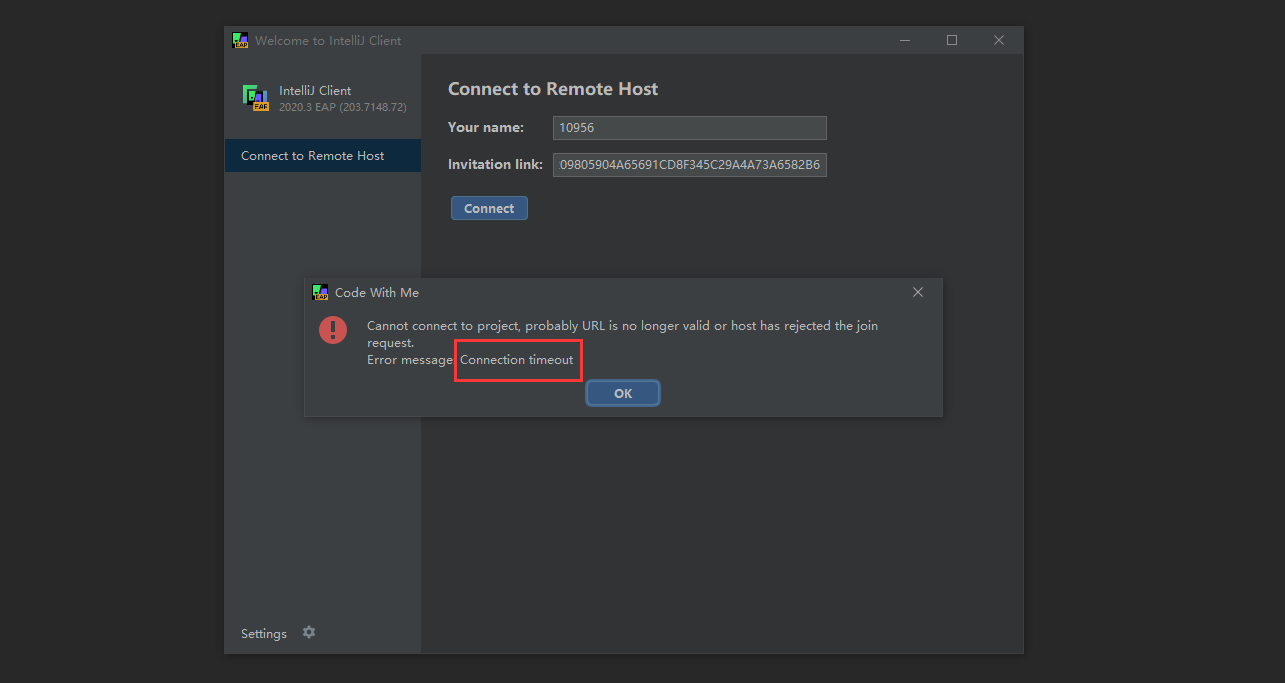 Welcome to IntelliJ Client
IntelliJ Client
2020.3 EAP (203.7148.72)
Connect to Remote Host
Connect to Remote Host
Your name:
10956
Invitation link:
:09805904A65691CD8F345C29A4A73A6582B6
Connect
Code With Me
Cannot connect to project, probably URL is no longer valid or host has rejected the join
request.
Error message Connection timeout
OK
Settings